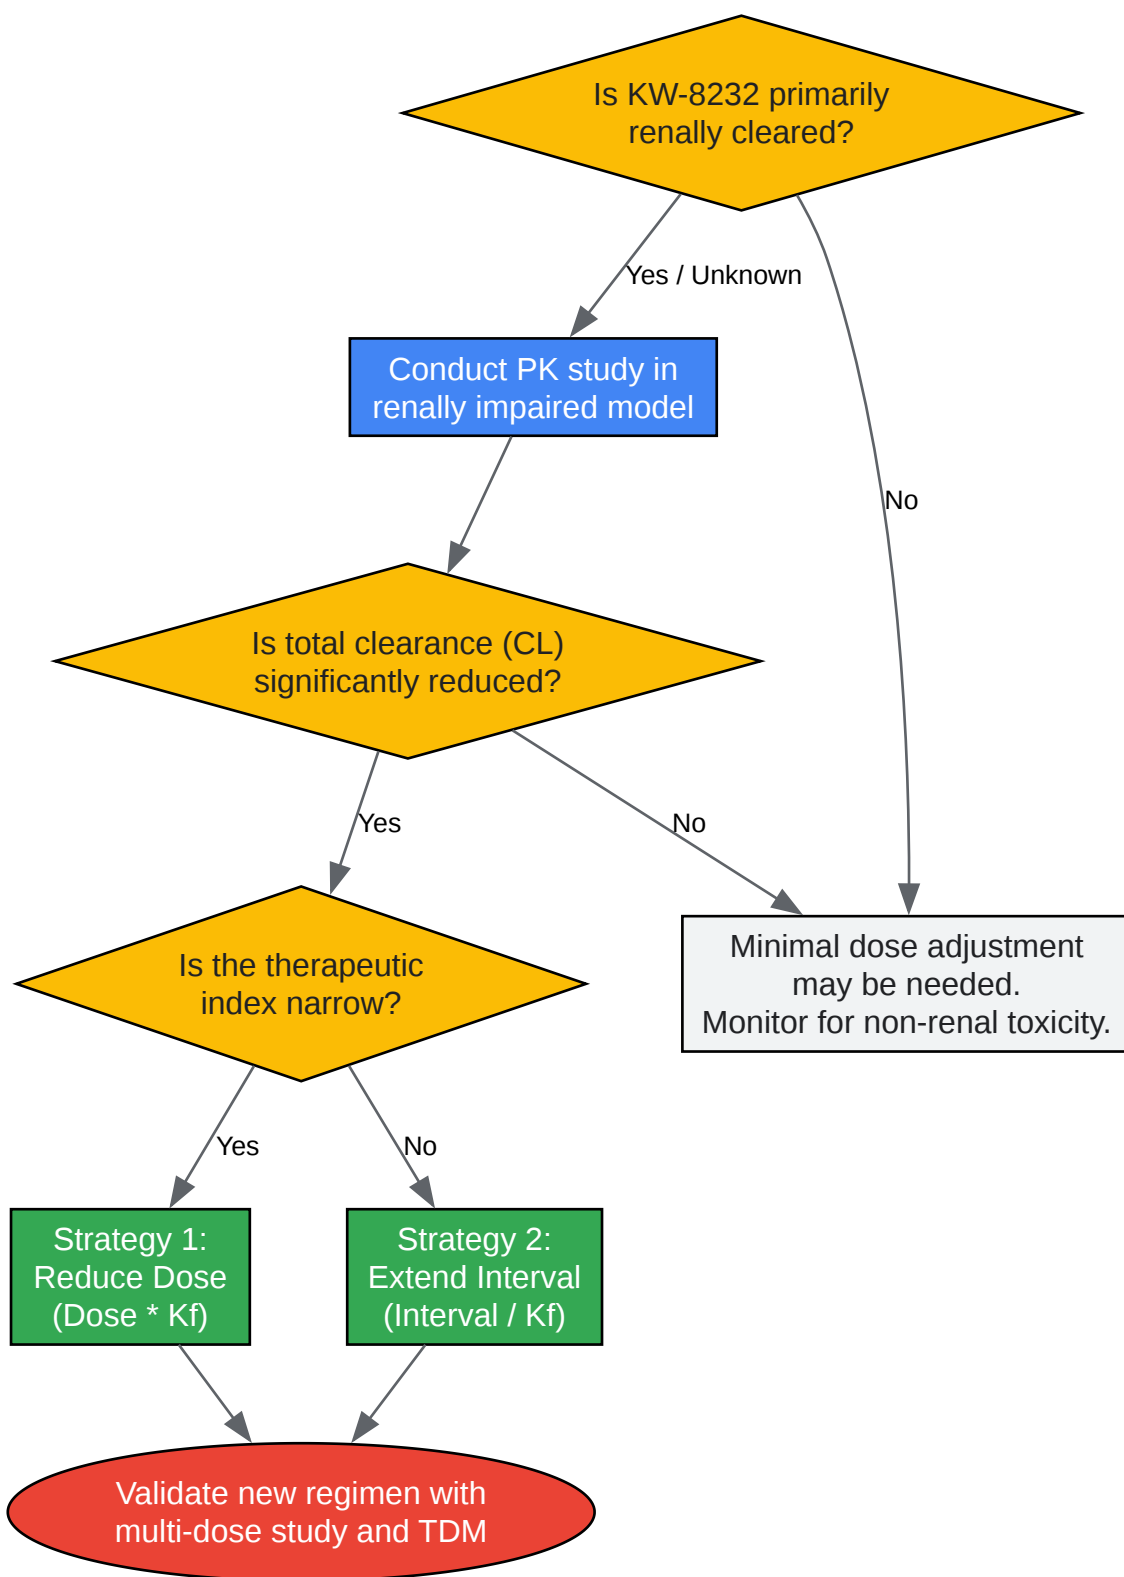 Is KW-8232 primarily
renally cleared?
Yes / Unknown
Conduct PK study in
renally impaired model
No
Is total clearance (CL)
significantly reduced?
Yes
No
Minimal dose adjustment
may be needed.
Monitor for non-renal toxicity.
Is the therapeutic
index narrow?
Yes
No
Strategy 1:
Reduce Dose
(Dose * Kf)
Strategy 2:
Extend Interval
(Interval / Kf)
Validate new regimen with
multi-dose study and TDM